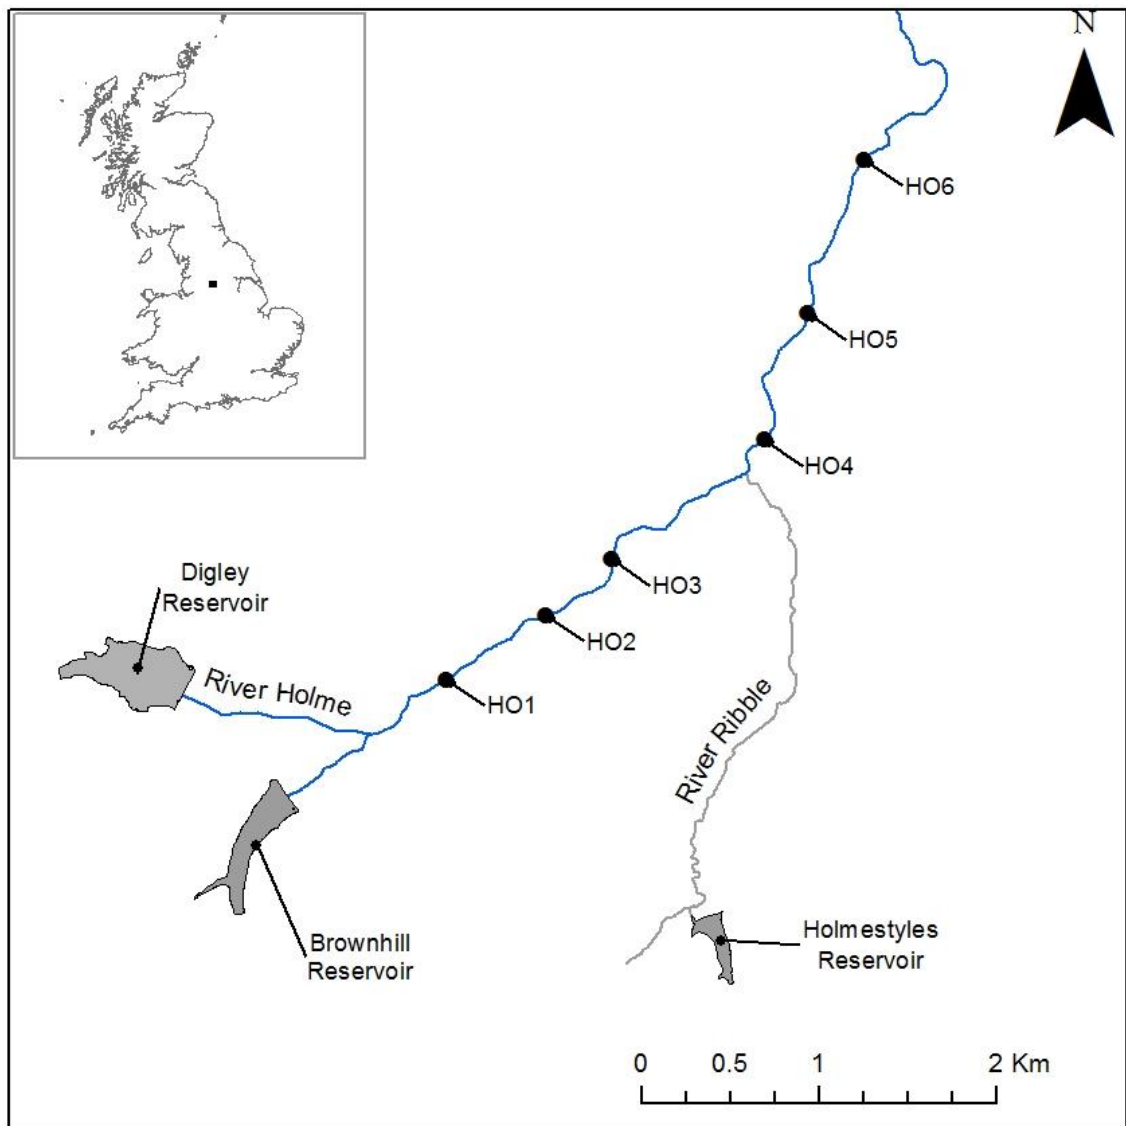 N
HO6
HO5
HO4
HO3
HO2
HO1
Digley
Reservoir
River Holme
River Ribble
Brownhill
Reservoir
Holmestyles
Reservoir
0 0.5 1 2 Km